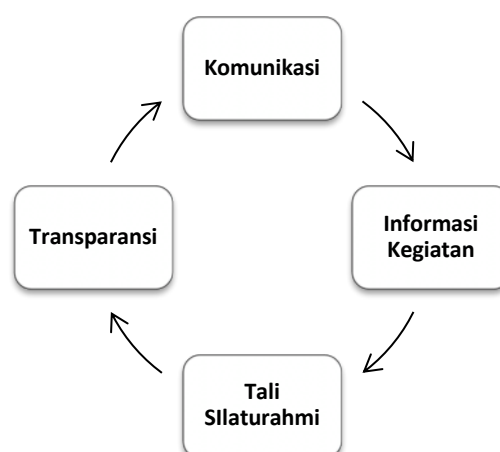 Komunikasi
Informasi
Kegiatan
Tali
SIlaturahmi
Transparansi